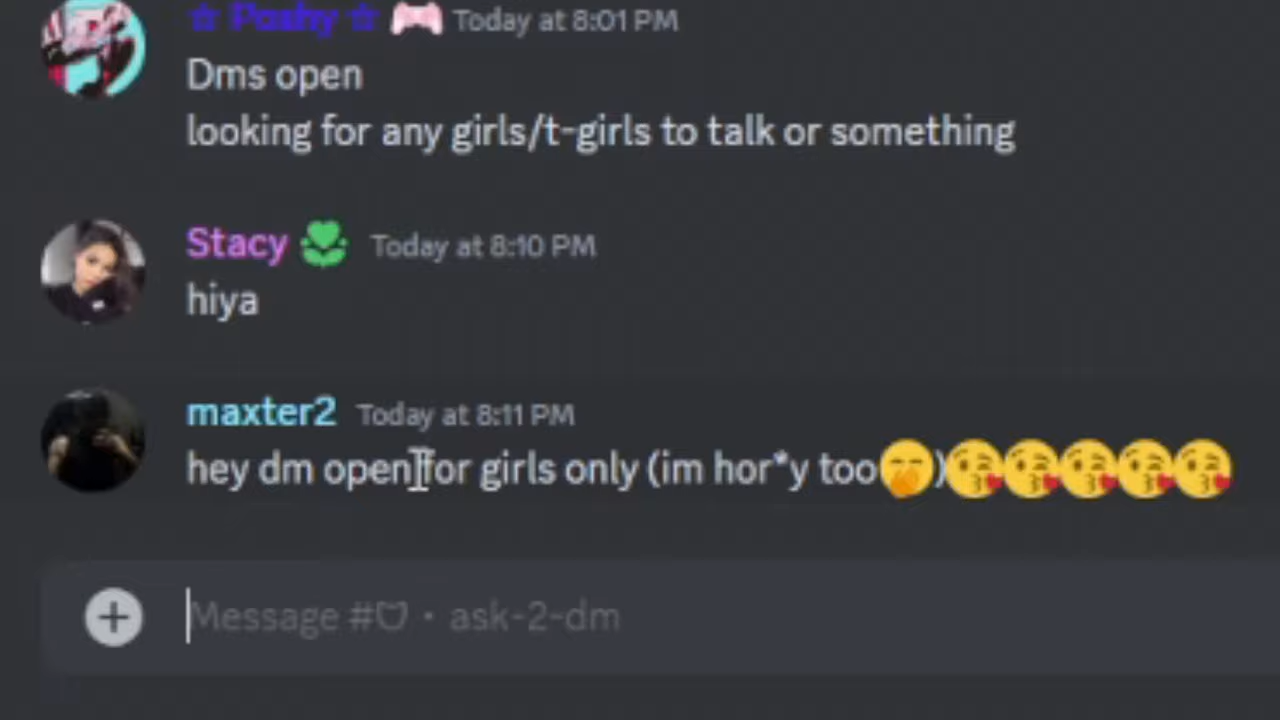 ☆ Poshy ☆ 🎮 Today at 8:01 PM
Dms open
looking for any girls/t-girls to talk or something
Stacy Today at 8:10 PM
hiya
maxter2 Today at 8:11 PM
hey dm open for girls only (im hor*y too🤭)😘😘😘😘😘
Message #🐱 • ask-2-dm